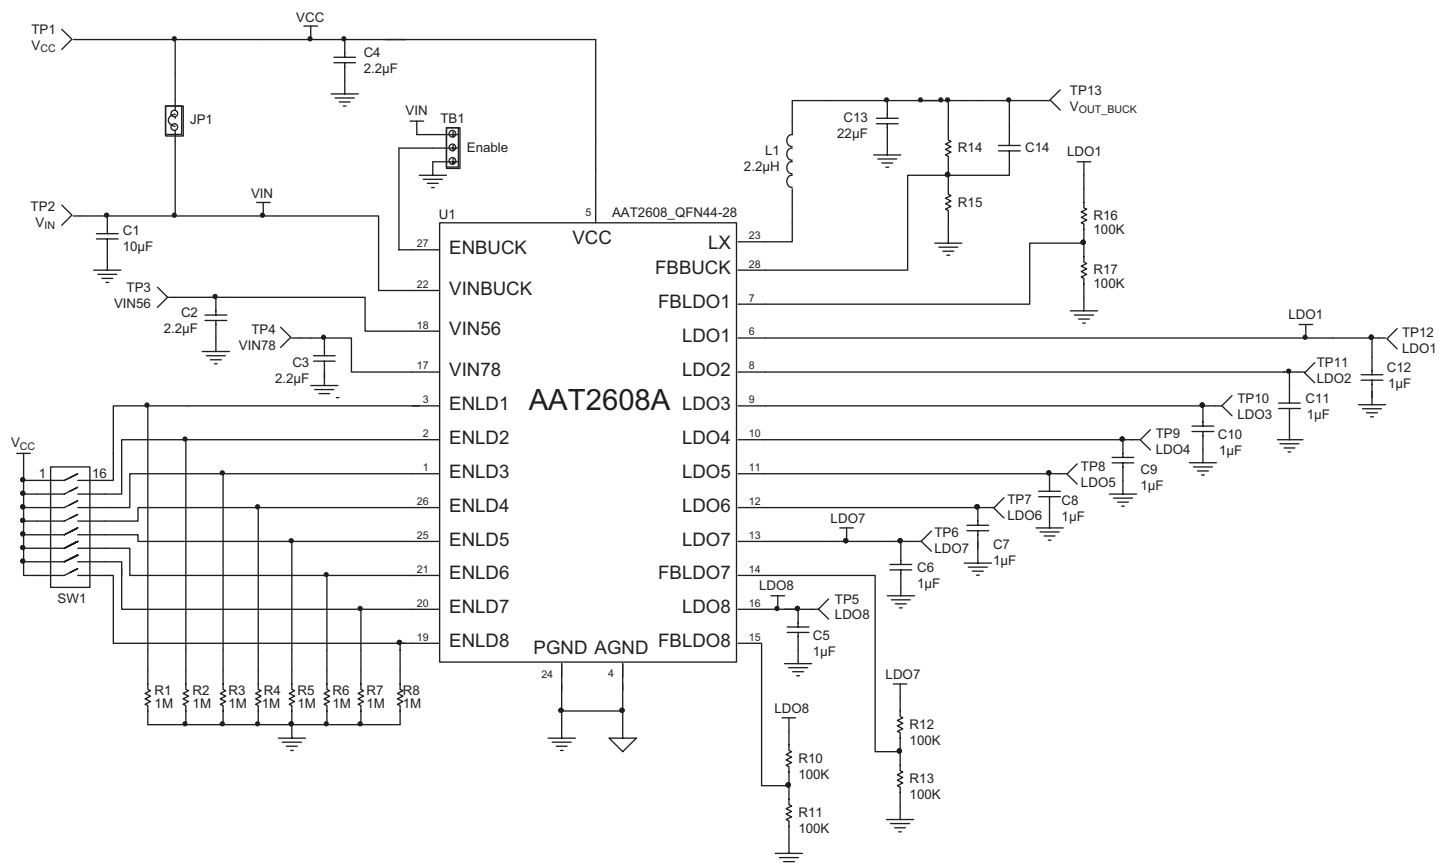 TP1
VCC
VCC
C4
2.2µF
JP1
VIN
TB1
Enable
TP2
VIN
VIN
C1
10µF
TP3
VIN56
C2
2.2µF
TP4
VIN78
C3
2.2µF
U1
5
AAT2608_QFN44-28
VCC
27
ENBUCK
22
VINBUCK
18
VIN56
17
VIN78
3
ENLD1
2
ENLD2
1
ENLD3
26
ENLD4
25
ENLD5
21
ENLD6
20
ENLD7
19
ENLD8
AAT2608A
LX
23
FBBUCK
28
FBLDO1
7
LDO1
6
LDO2
8
LDO3
9
LDO4
10
LDO5
11
LDO6
12
LDO7
13
FBLDO7
14
LDO8
16
FBLDO8
15
PGND
AGND
24
4
VCC
1
16
SW1
R1
1M
R2
1M
R3
1M
R4
1M
R5
1M
R6
1M
R7
1M
R8
1M
L1
2.2µH
C13
22µF
R14
C14
R15
TP13
VOUT_BUCK
LDO1
R16
100K
R17
100K
LDO1
TP12
LDO1
C12
1µF
TP11
LDO2
C11
1µF
TP10
LDO3
C10
1µF
TP9
LDO4
C9
1µF
TP8
LDO5
C8
1µF
TP7
LDO6
C7
1µF
LDO7
TP6
LDO7
C6
1µF
LDO8
TP5
LDO8
C5
1µF
LDO7
R12
100K
R13
100K
LDO8
R10
100K
R11
100K